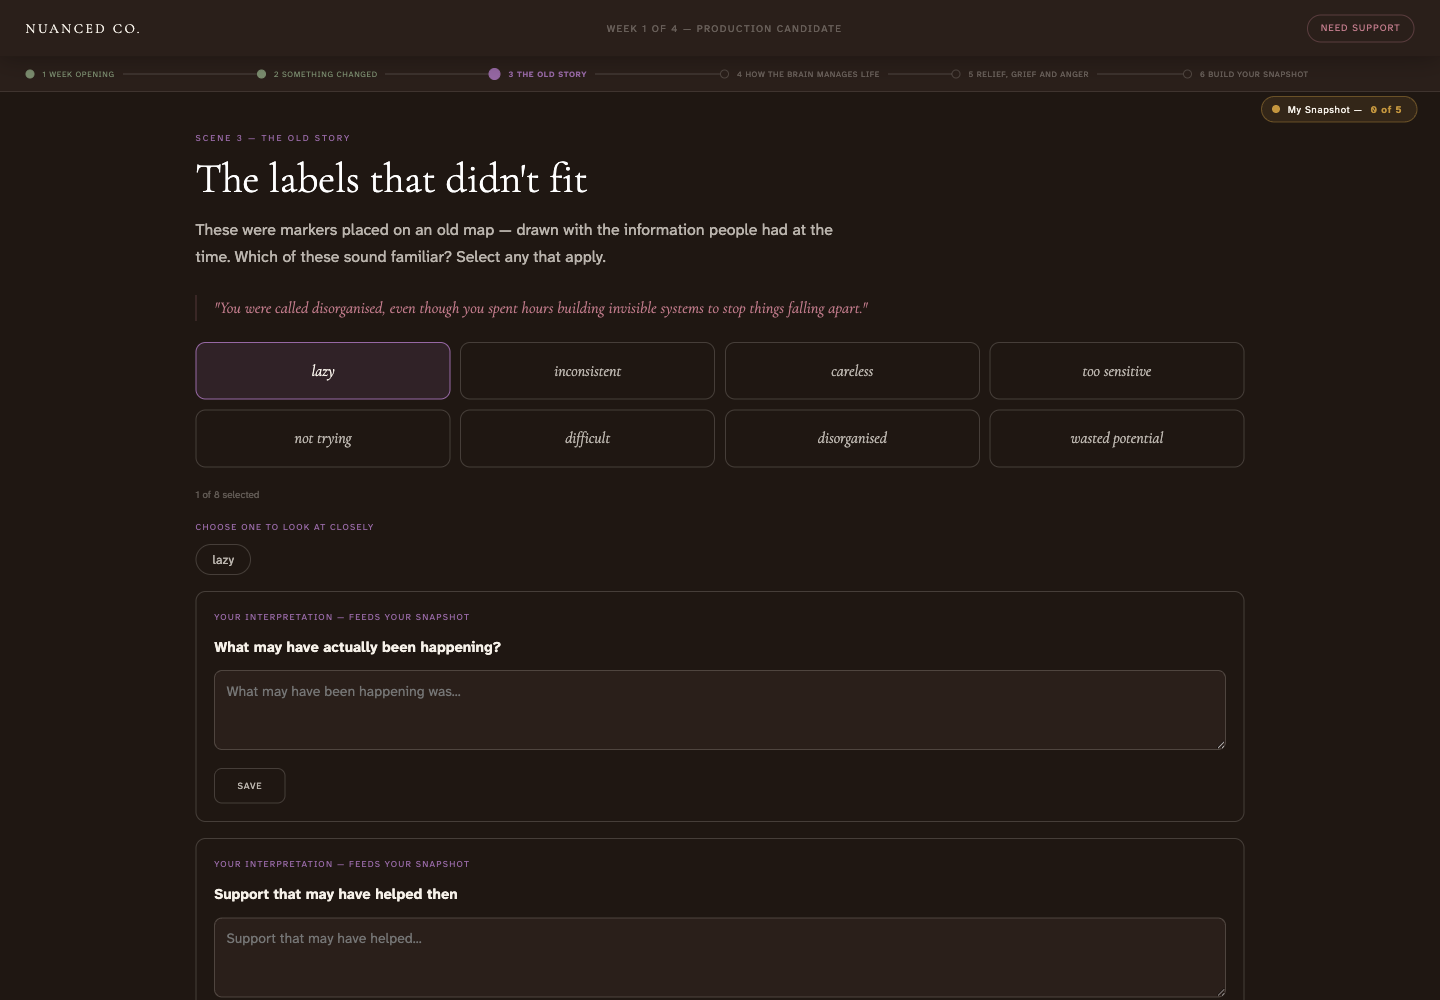 NUANCED CO.
WEEK 1 OF 4 — PRODUCTION CANDIDATE
NEED SUPPORT
1 WEEK OPENING
2 SOMETHING CHANGED
3 THE OLD STORY
4 HOW THE BRAIN MANAGES LIFE
5 RELIEF, GRIEF AND ANGER
6 BUILD YOUR SNAPSHOT
My Snapshot — 0 of 5
SCENE 3 — THE OLD STORY
The labels that didn't fit
These were markers placed on an old map — drawn with the information people had at the
time. Which of these sound familiar? Select any that apply.
"You were called disorganised, even though you spent hours building invisible systems to stop things falling apart."
lazy
inconsistent
careless
too sensitive
not trying
difficult
disorganised
wasted potential
1 of 8 selected
CHOOSE ONE TO LOOK AT CLOSELY
lazy
YOUR INTERPRETATION — FEEDS YOUR SNAPSHOT
What may have actually been happening?
What may have been happening was...
SAVE
YOUR INTERPRETATION — FEEDS YOUR SNAPSHOT
Support that may have helped then
Support that may have helped...